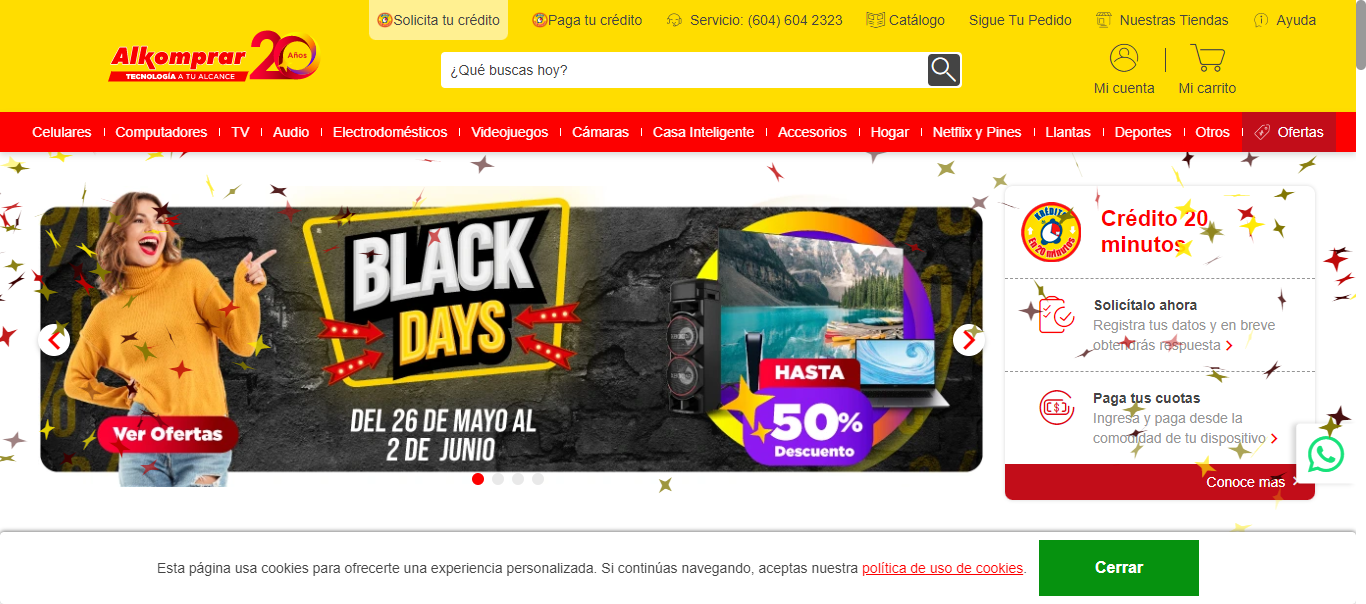 Solicita tu crédito
Paga tu crédito
Servicio: (604) 604 2323
Catálogo
Sigue Tu Pedido
Nuestras Tiendas
Ayuda
Alkomprar 20 Años
TECNOLOGÍA A TU ALCANCE
¿Qué buscas hoy?
Mi cuenta
Mi carrito
Celulares
Computadores
TV
Audio
Electrodomésticos
Videojuegos
Cámaras
Casa Inteligente
Accesorios
Hogar
Netflix y Pines
Llantas
Deportes
Otros
Ofertas
BLACK
DAYS
DEL 26 DE MAYO AL
2 DE JUNIO
Ver Ofertas
HASTA
50%
Descuento
KRÉDITO
En 20 minutos
Crédito 20
minutos
Solicítalo ahora
Registra tus datos y en breve
obtendrás respuesta
Paga tus cuotas
Ingresa y paga desde la
comodidad de tu dispositivo
Conoce mas
Esta página usa cookies para ofrecerte una experiencia personalizada. Si continúas navegando, aceptas nuestra política de uso de cookies.
Cerrar